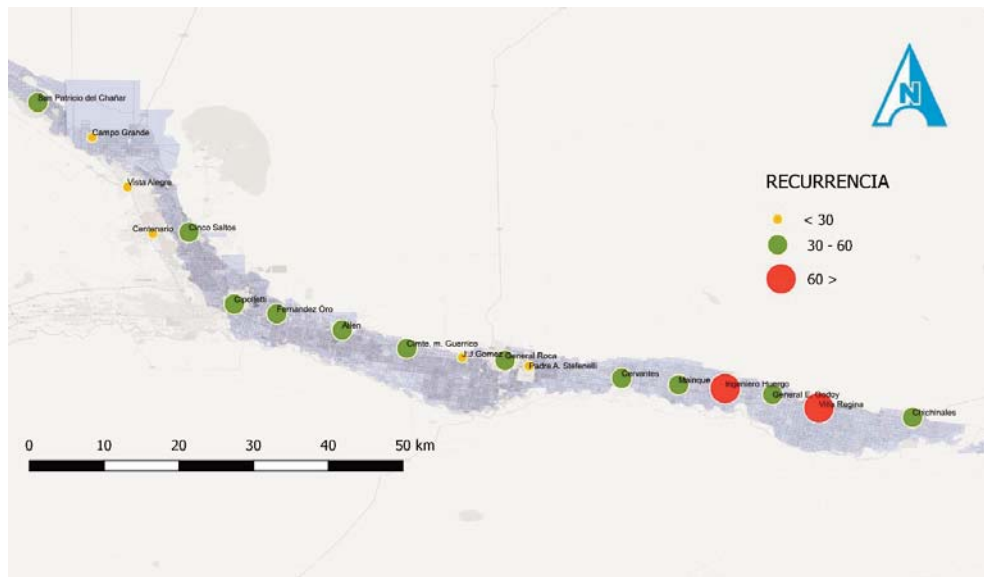 N
San Patricio del Chañar
Campo Grande
Vista Alegre
Centenario
Cinco Saltos
RECURRENCIA
< 30
30 - 60
60 >
Cipolletti
Fernandez Oro
Allen
Cmte. m. Guerrico
J.J.Gomez
General Roca
Padre A. Stefenelli
Cervantes
Mainque
Ingeniero Huergo
General E. Godoy
Villa Regina
Chichinales
0 10 20 30 40 50 km